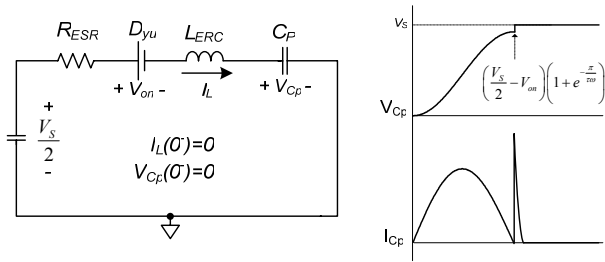 R_ESR D_yu L_ERC C_P
+ V_on - I_L + V_Cp -
+
V_S/2
-
I_L(0⁻)=0
V_Cp(0⁻)=0
V_S
(V_S/2 − V_on)(1+e^(−π/τω))
V_Cp
I_Cp